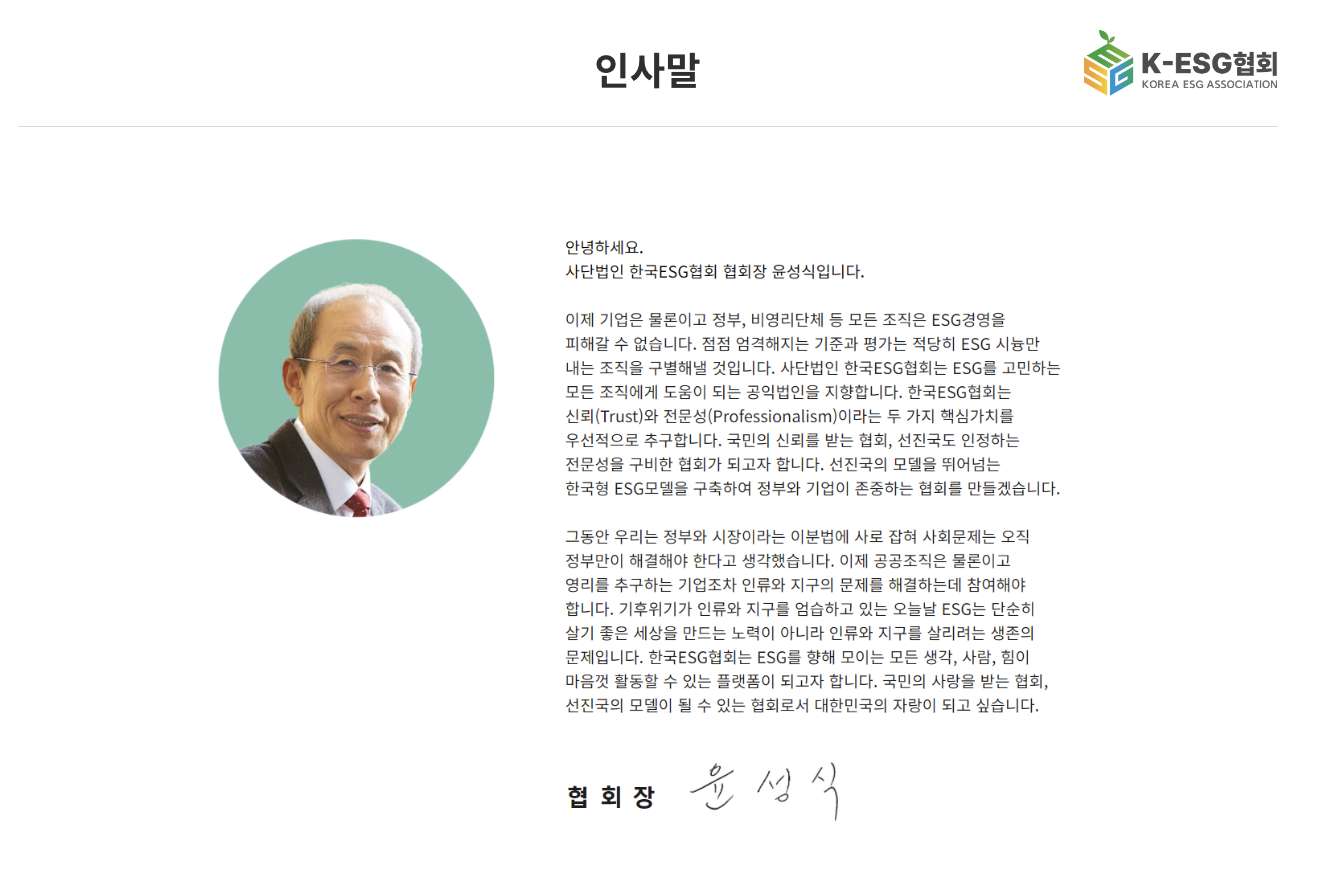 인사말
K-ESG협회
KOREA ESG ASSOCIATION
안녕하세요.
사단법인 한국ESG협회 협회장 윤성식입니다.
이제 기업은 물론이고 정부, 비영리단체 등 모든 조직은 ESG경영을
피해갈 수 없습니다. 점점 엄격해지는 기준과 평가는 적당히 ESG 시늉만
내는 조직을 구별해낼 것입니다. 사단법인 한국ESG협회는 ESG를 고민하는
모든 조직에게 도움이 되는 공익법인을 지향합니다. 한국ESG협회는
신뢰(Trust)와 전문성(Professionalism)이라는 두 가지 핵심가치를
우선적으로 추구합니다. 국민의 신뢰를 받는 협회, 선진국도 인정하는
전문성을 구비한 협회가 되고자 합니다. 선진국의 모델을 뛰어넘는
한국형 ESG모델을 구축하여 정부와 기업이 존중하는 협회를 만들겠습니다.
그동안 우리는 정부와 시장이라는 이분법에 사로 잡혀 사회문제는 오직
정부만이 해결해야 한다고 생각했습니다. 이제 공공조직은 물론이고
영리를 추구하는 기업조차 인류와 지구의 문제를 해결하는데 참여해야
합니다. 기후위기가 인류와 지구를 엄습하고 있는 오늘날 ESG는 단순히
살기 좋은 세상을 만드는 노력이 아니라 인류와 지구를 살리려는 생존의
문제입니다. 한국ESG협회는 ESG를 향해 모이는 모든 생각, 사람, 힘이
마음껏 활동할 수 있는 플랫폼이 되고자 합니다. 국민의 사랑을 받는 협회,
선진국의 모델이 될 수 있는 협회로서 대한민국의 자랑이 되고 싶습니다.
협 회 장 윤 성 식